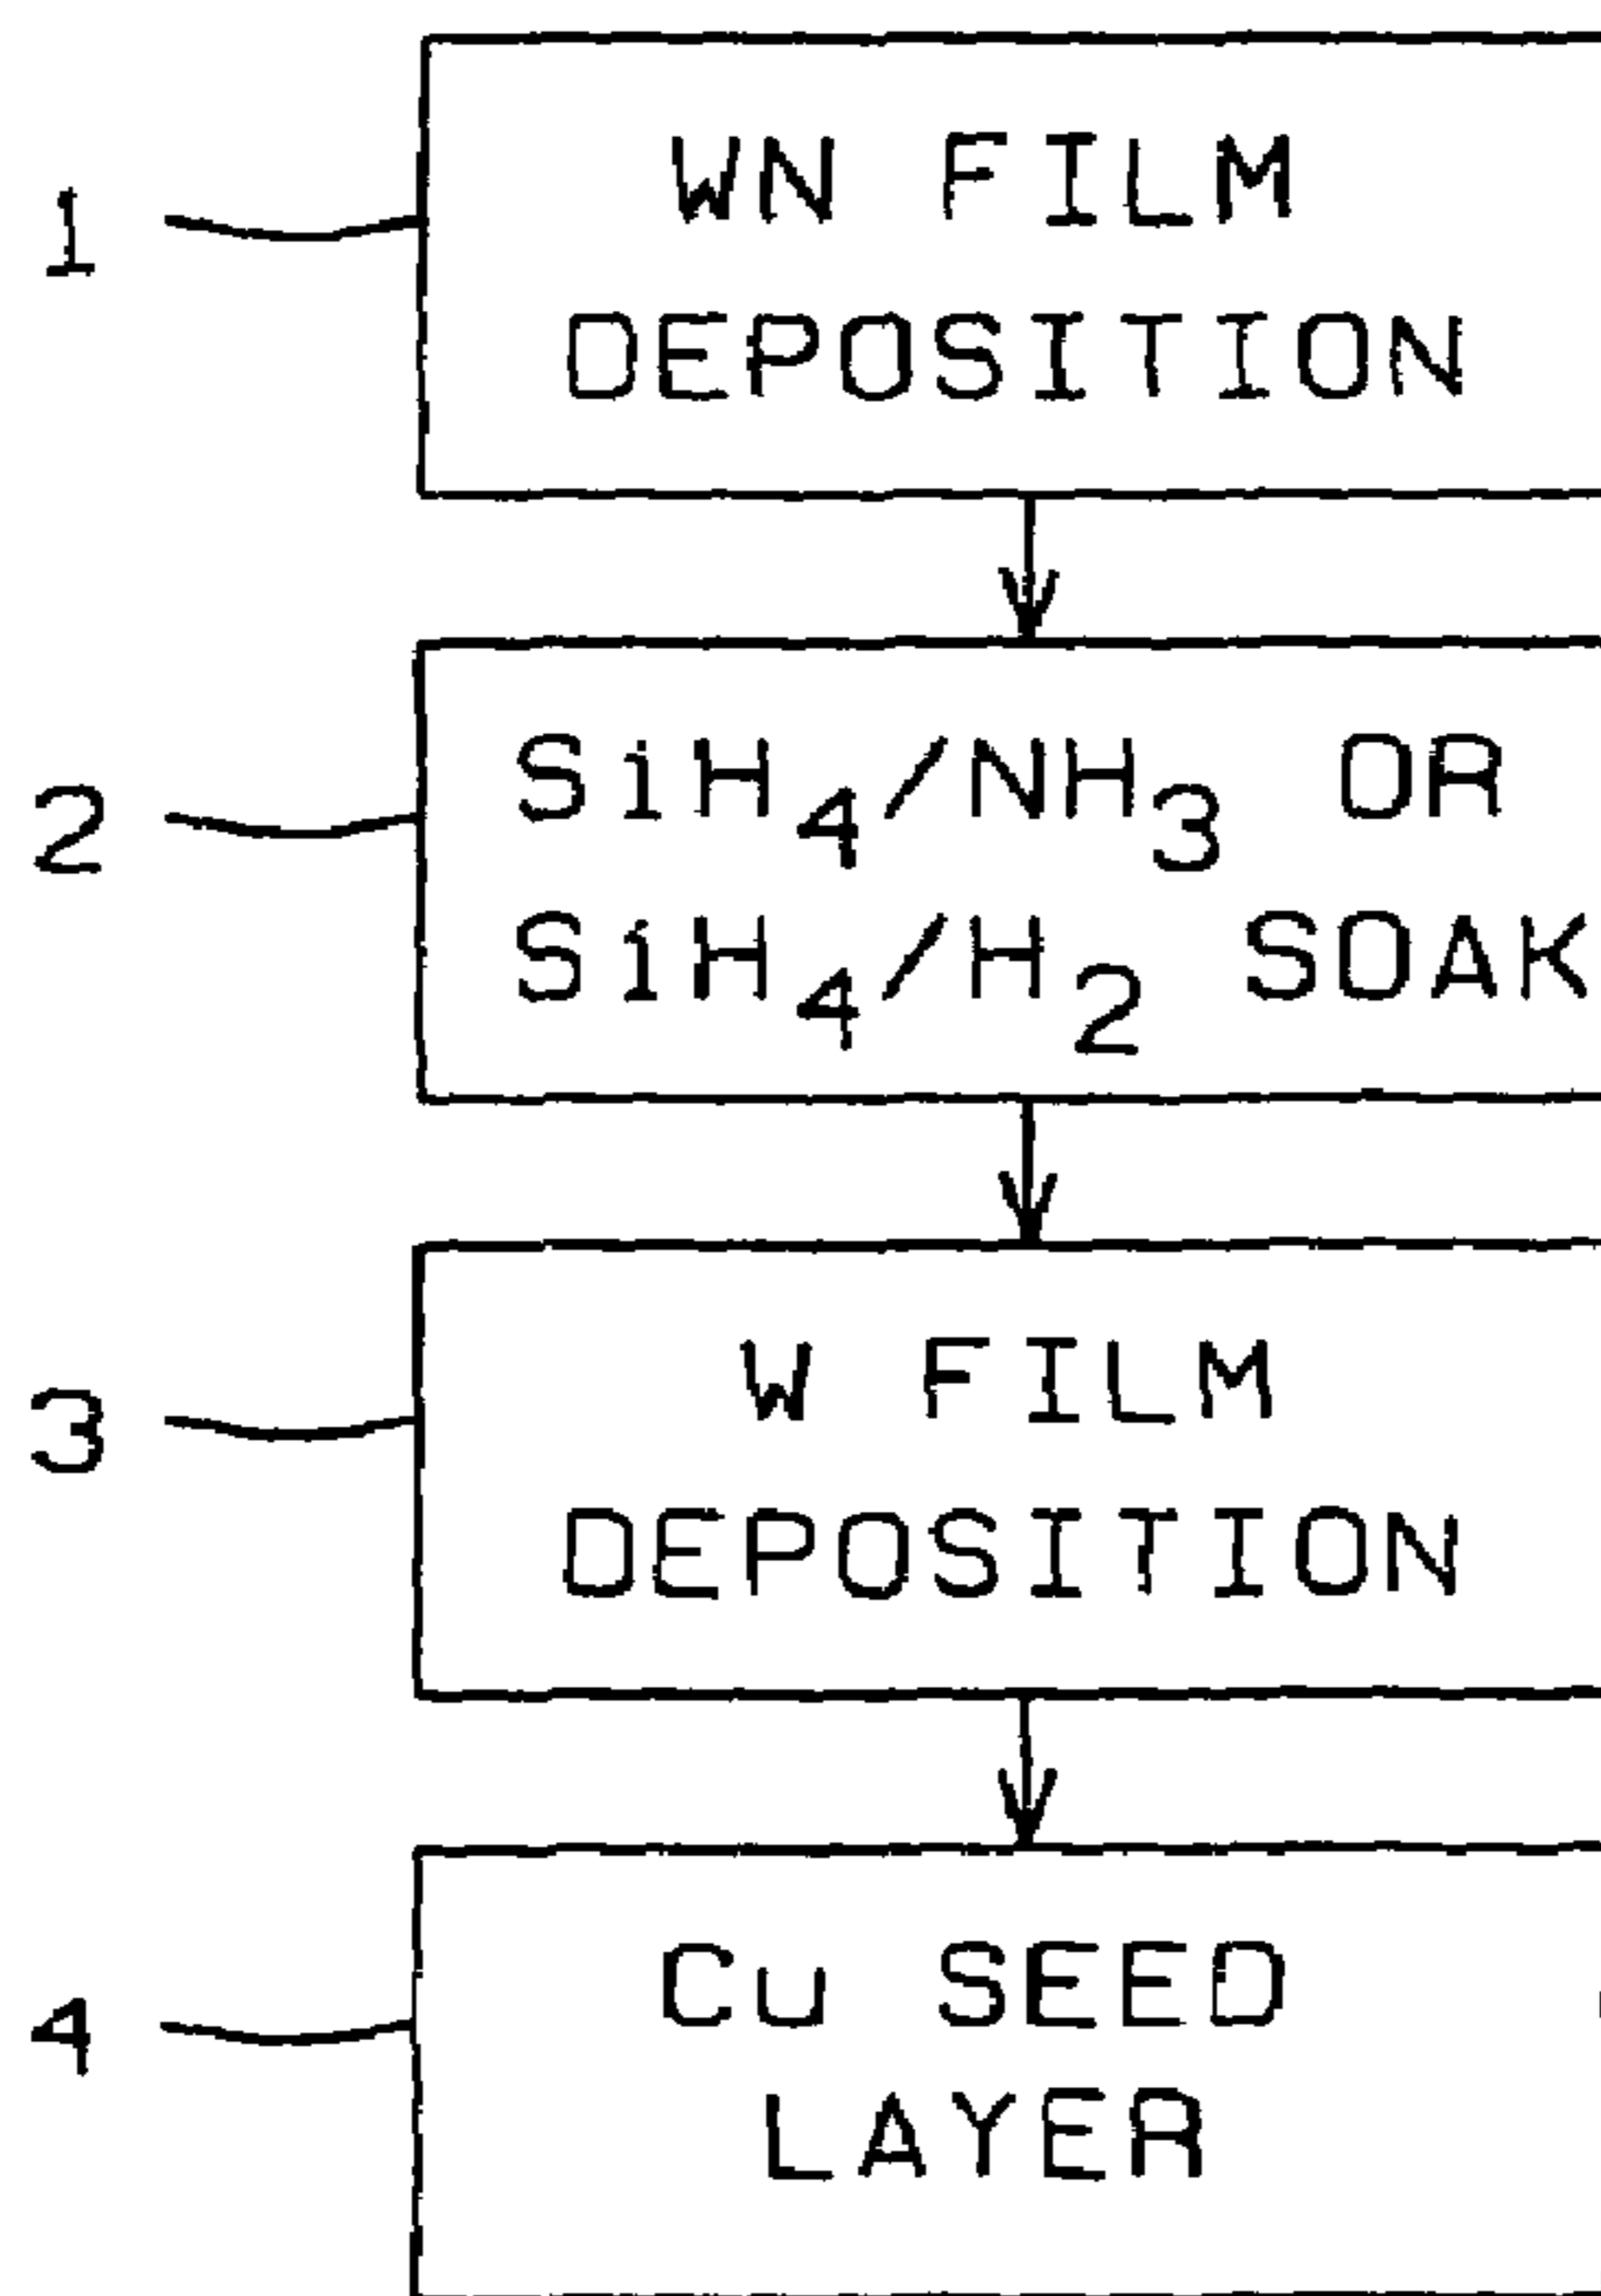 1
WN FILM
DEPOSITION
2
SiH₄/NH₃ OR
SiH₄/H₂ SOAK
3
W FILM
DEPOSITION
4
Cu SEED
LAYER